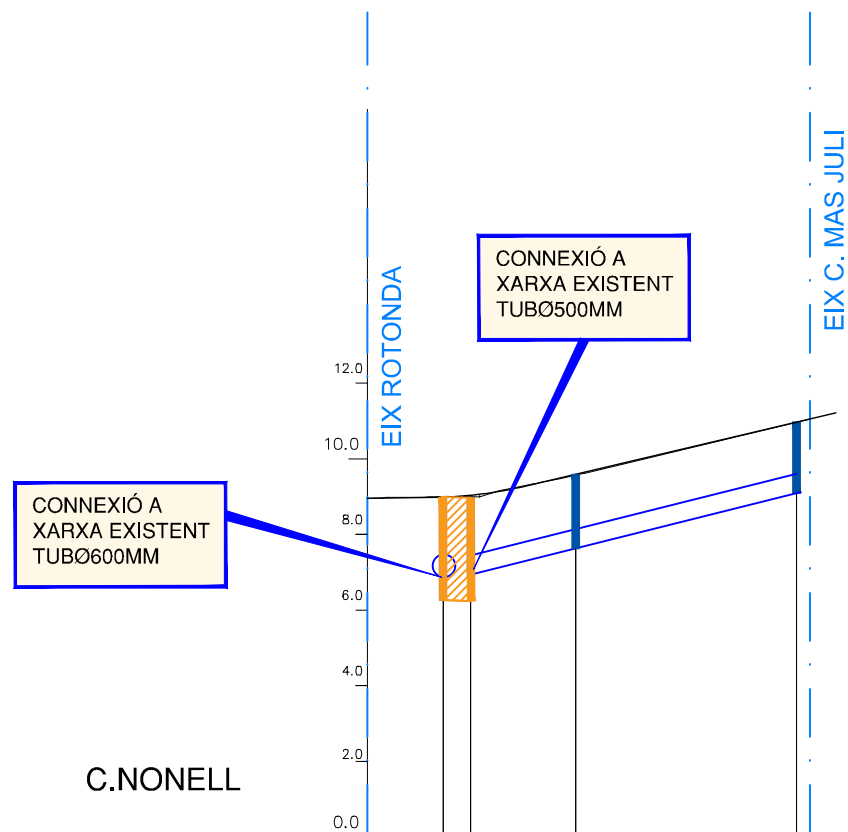 EIX C. MAS JULI
CONNEXIÓ A
XARXA EXISTENT
TUBØ500MM
EIX ROTONDA
12.0
10.0
CONNEXIÓ A
XARXA EXISTENT
TUBØ600MM
8.0
6.0
4.0
2.0
C.NONELL
0.0